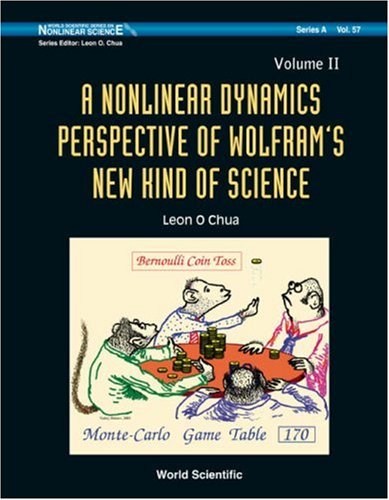 WORLD SCIENTIFIC SERIES ON
NONLINEAR SCIENCE
Series Editor: Leon O. Chua
Series A Vol. 57
Volume II
A NONLINEAR DYNAMICS
PERSPECTIVE OF WOLFRAM'S
NEW KIND OF SCIENCE
Leon O Chua
Bernoulli Coin Toss
Monte-Carlo Game Table 170
World Scientific